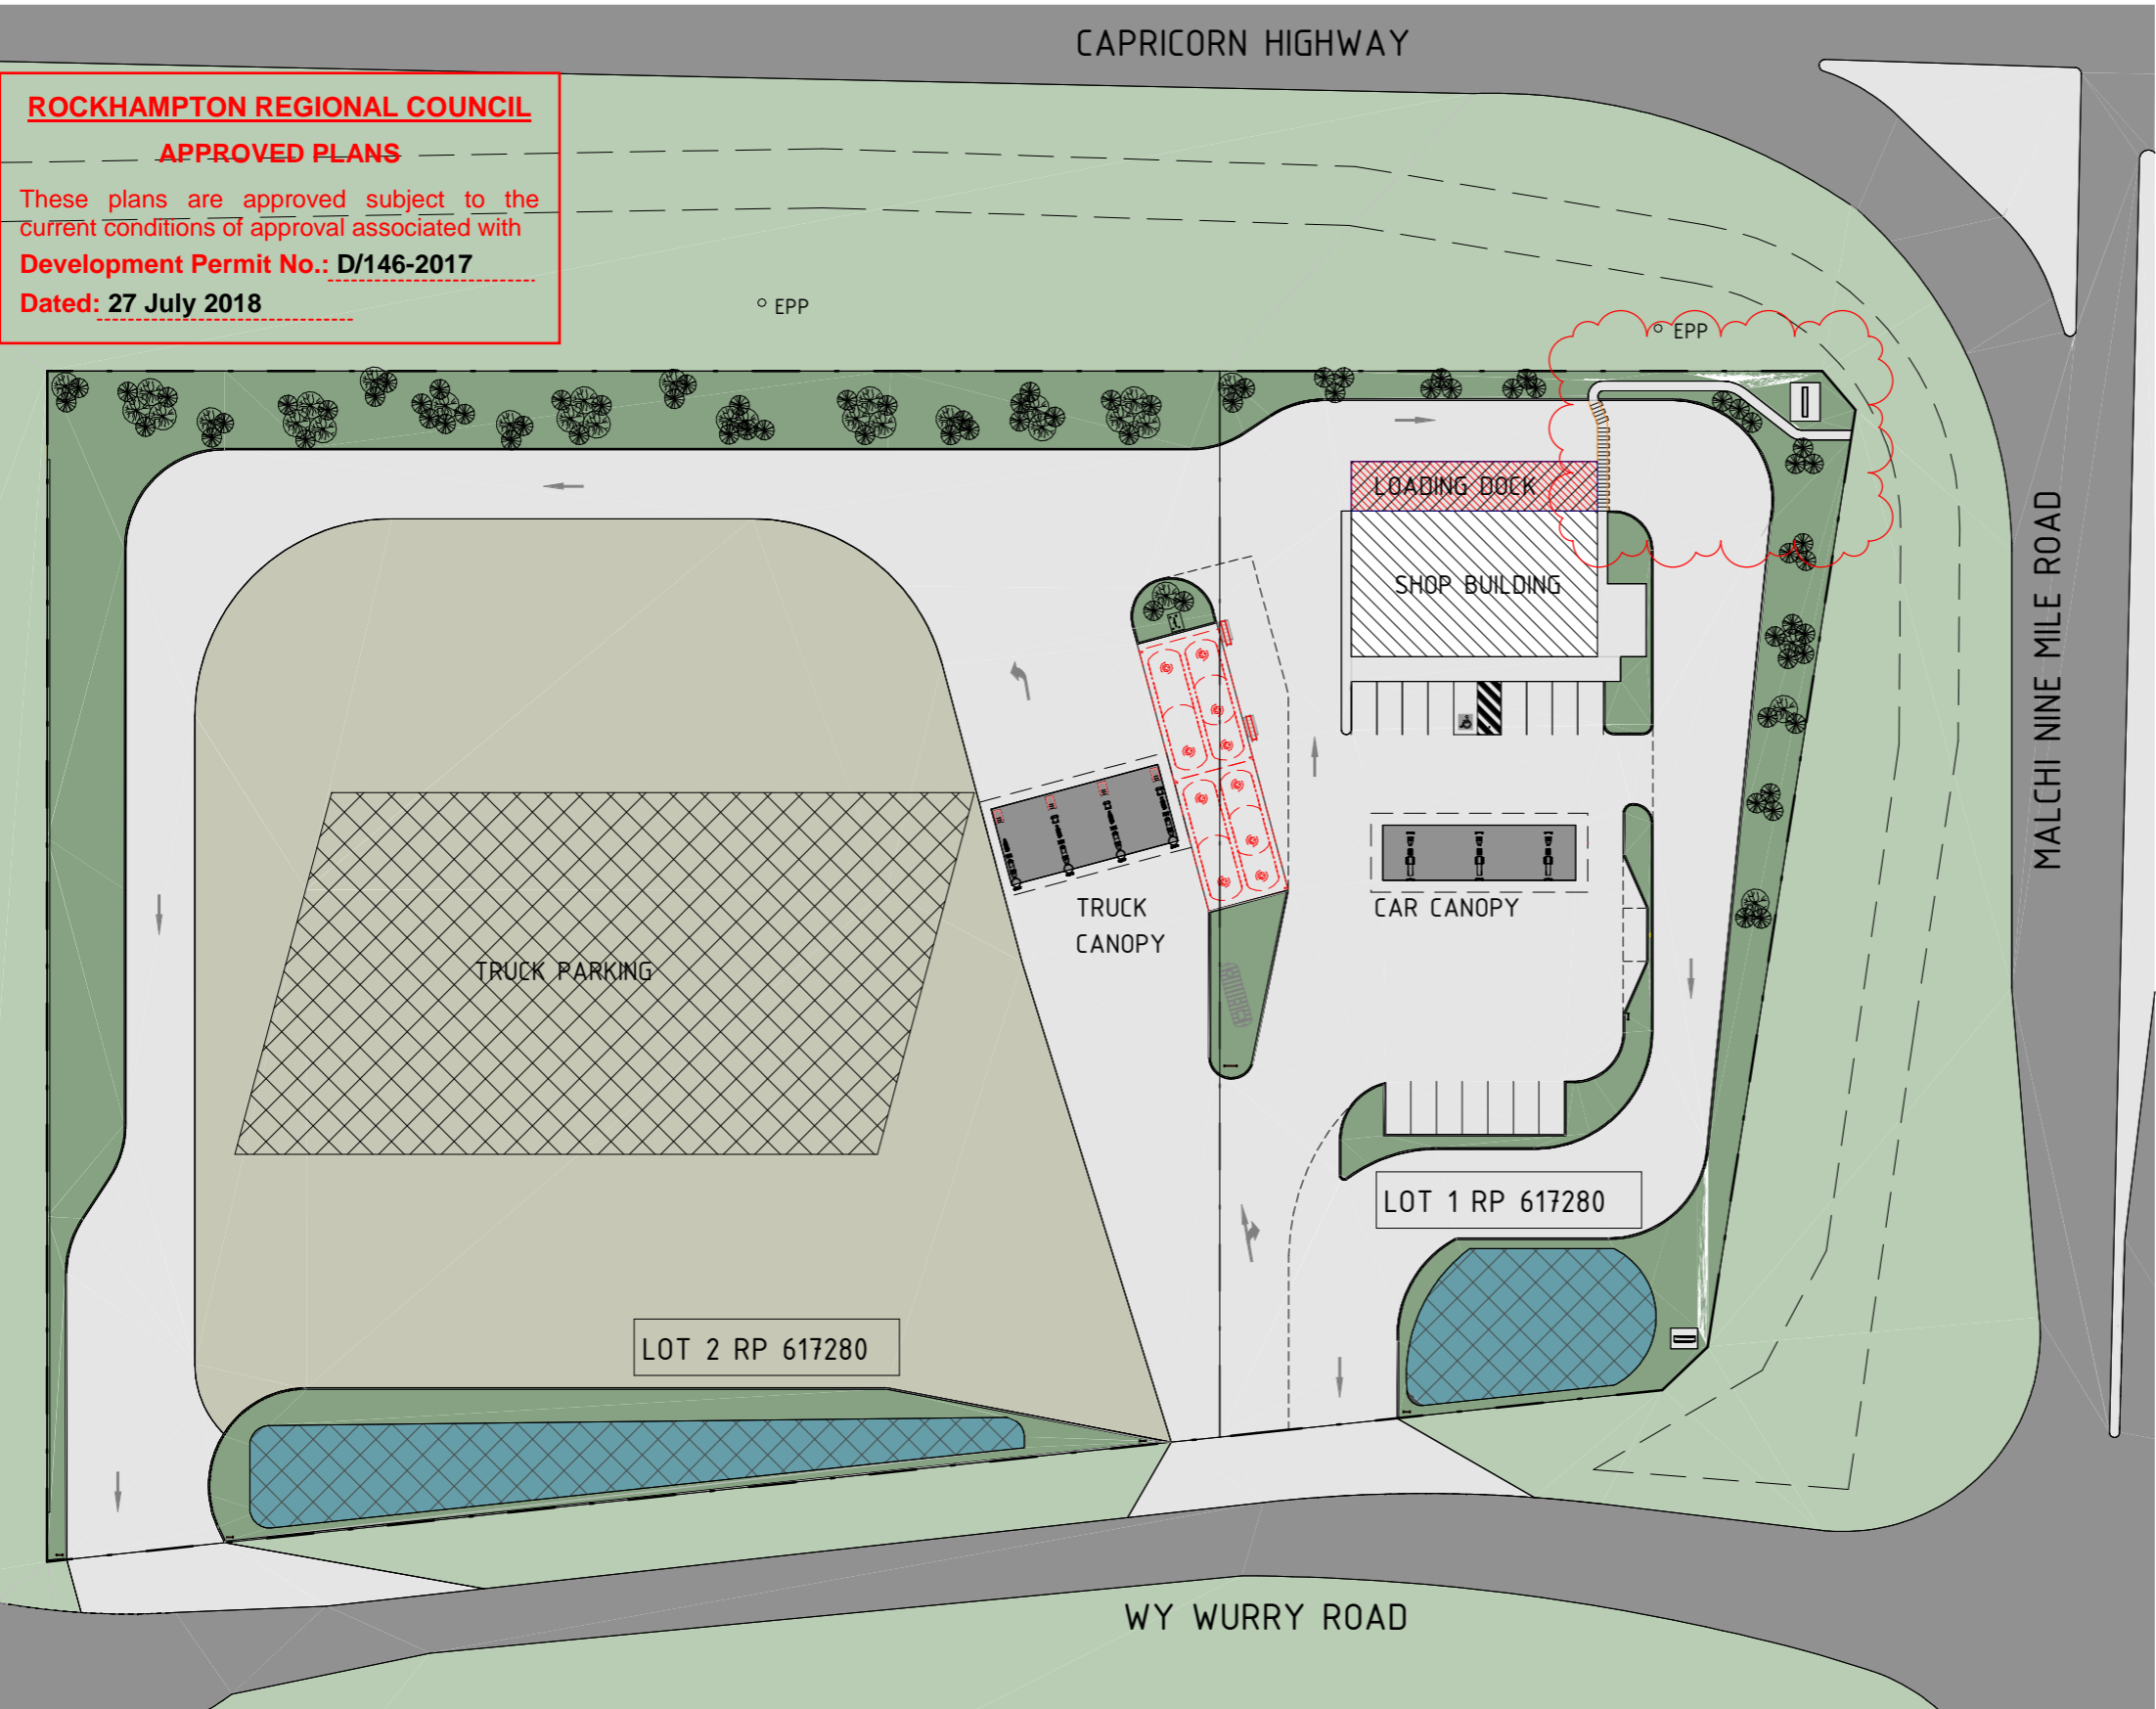 CAPRICORN HIGHWAY
ROCKHAMPTON REGIONAL COUNCIL
APPROVED PLANS
These plans are approved subject to the
current conditions of approval associated with
Development Permit No.: D/146-2017
Dated: 27 July 2018
EPP
EPP
LOADING DOCK
SHOP BUILDING
MALCHI NINE MILE ROAD
TRUCK
CANOPY
CAR CANOPY
TRUCK PARKING
LOT 1 RP 617280
LOT 2 RP 617280
WY WURRY ROAD